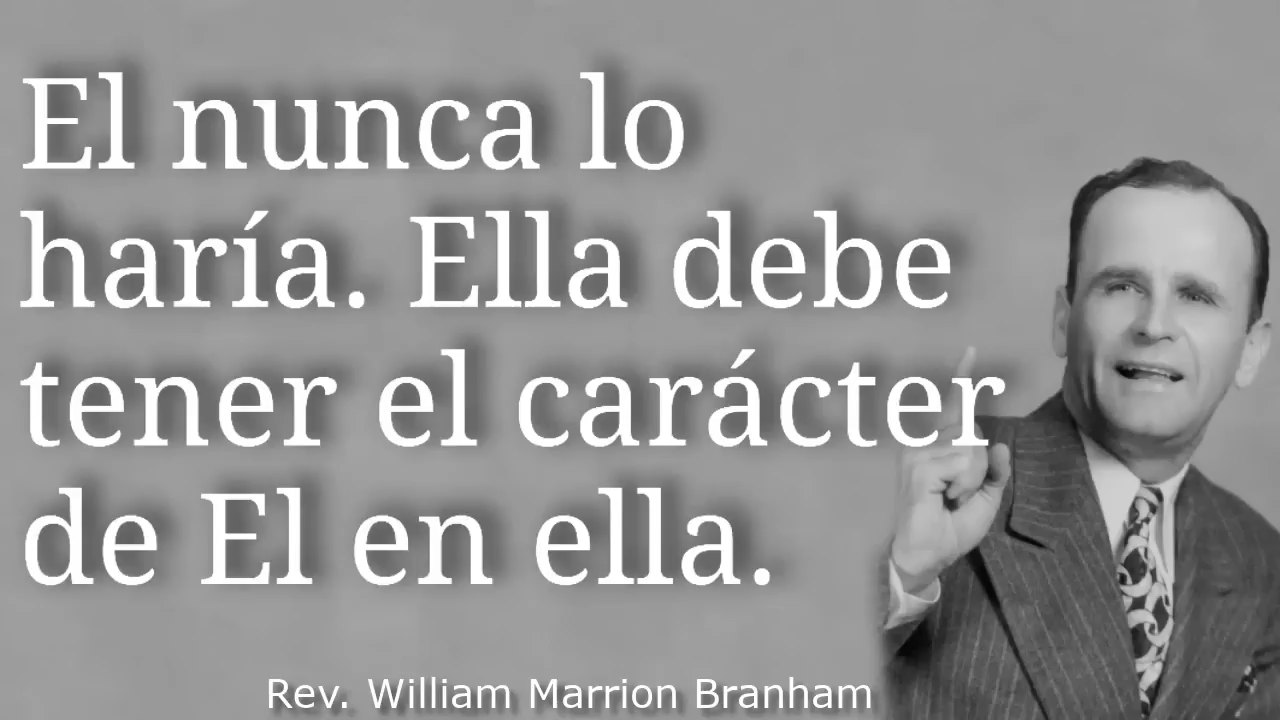 El nunca lo
haría. Ella debe
tener el carácter
de El en ella.
Rev. William Marrion Branham